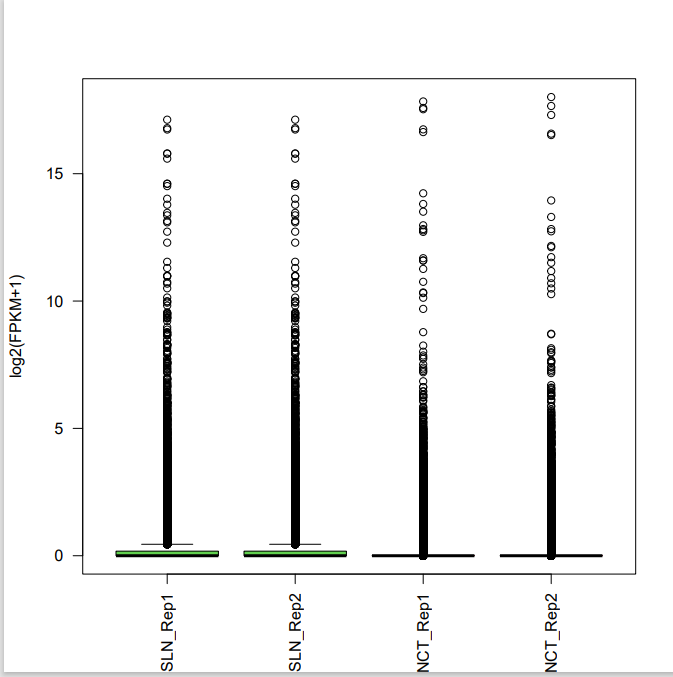 15
10
5
0
log2(FPKM+1)
SLN_Rep1
SLN_Rep2
NCT_Rep1
NCT_Rep2